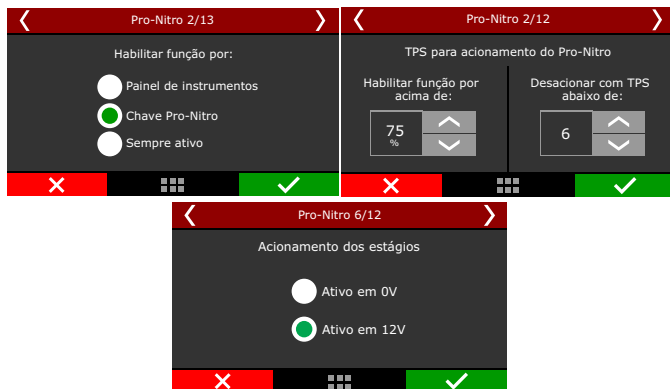 Pro-Nitro 2/13
Habilitar função por:
Painel de instrumentos
Chave Pro-Nitro
Sempre ativo
Pro-Nitro 2/12
TPS para acionamento do Pro-Nitro
Habilitar função por
acima de:
75
%
Desacionar com TPS
abaixo de:
6
Pro-Nitro 6/12
Acionamento dos estágios
Ativo em 0V
Ativo em 12V